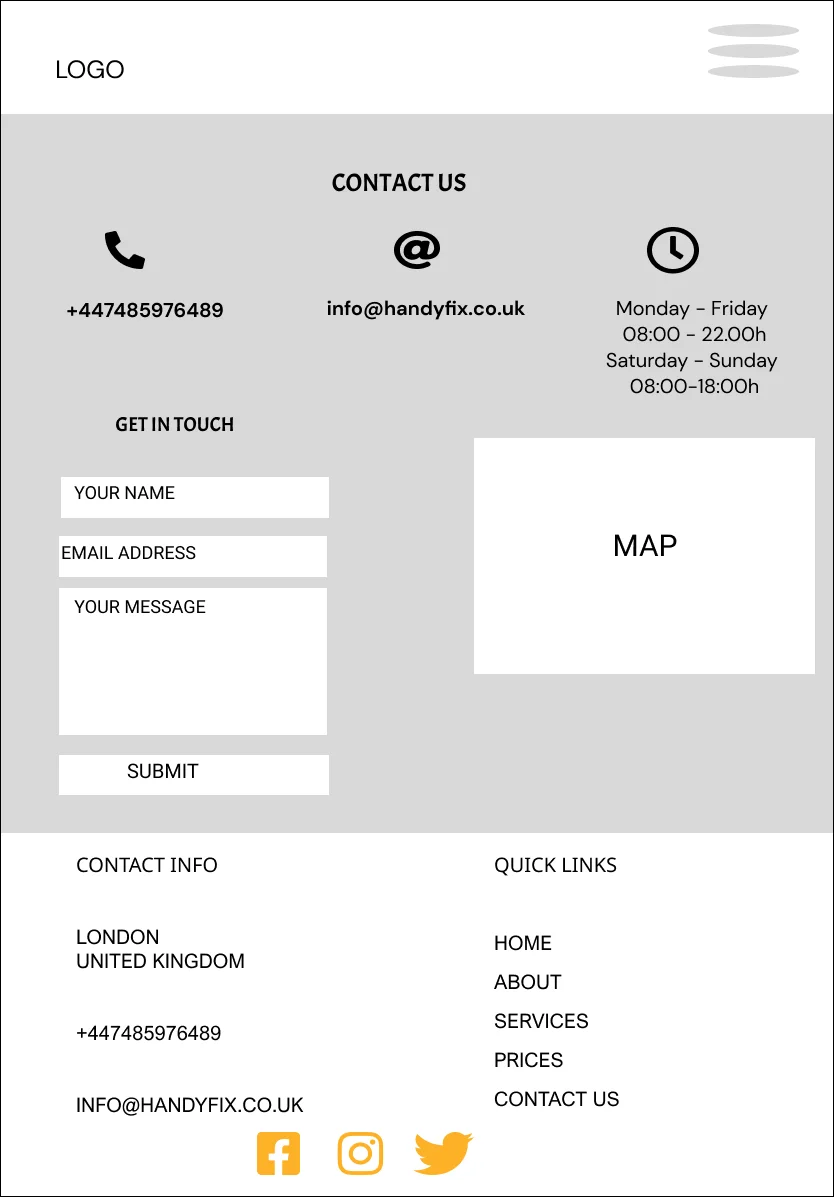 LOGO
CONTACT US
+447485976489
info@handyfix.co.uk
Monday - Friday
08:00 - 22.00h
Saturday - Sunday
08:00-18:00h
GET IN TOUCH
YOUR NAME
EMAIL ADDRESS
YOUR MESSAGE
SUBMIT
MAP
CONTACT INFO
LONDON
UNITED KINGDOM
+447485976489
INFO@HANDYFIX.CO.UK
QUICK LINKS
HOME
ABOUT
SERVICES
PRICES
CONTACT US